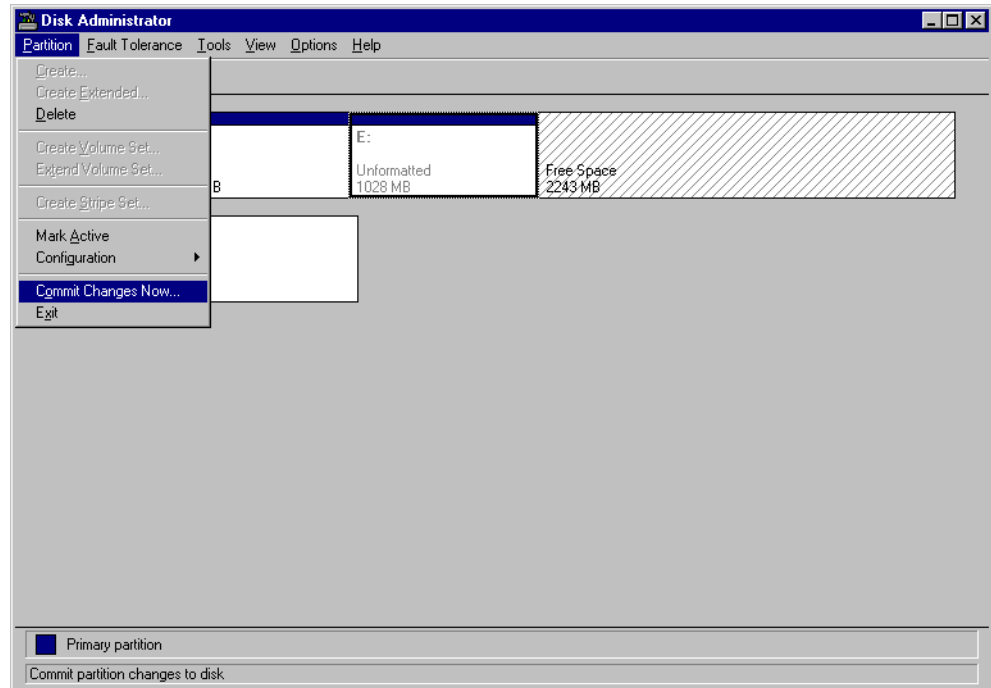 Disk Administrator
Partition Fault Tolerance Tools View Options Help
Create...
Create Extended...
Delete
Create Volume Set...
Extend Volume Set...
Create Stripe Set...
Mark Active
Configuration
Commit Changes Now...
Exit
B
E:
Unformatted
1028 MB
Free Space
2243 MB
Primary partition
Commit partition changes to disk